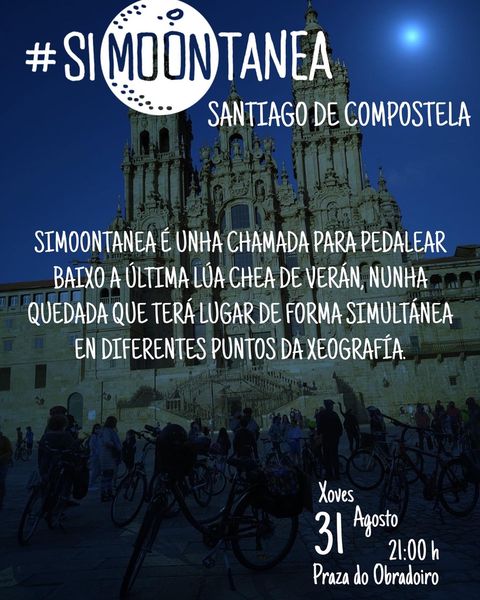 #SIMOONTANEA
SANTIAGO DE COMPOSTELA
SIMOONTANEA É UNHA CHAMADA PARA PEDALEAR
BAIXO A ÚLTIMA LÚA CHEA DE VERÁN, NUNHA
QUEDADA QUE TERÁ LUGAR DE FORMA SIMULTÁNEA
EN DIFERENTES PUNTOS DA XEOGRAFÍA.
Xoves
31 Agosto
21:00 h
Praza do Obradoiro